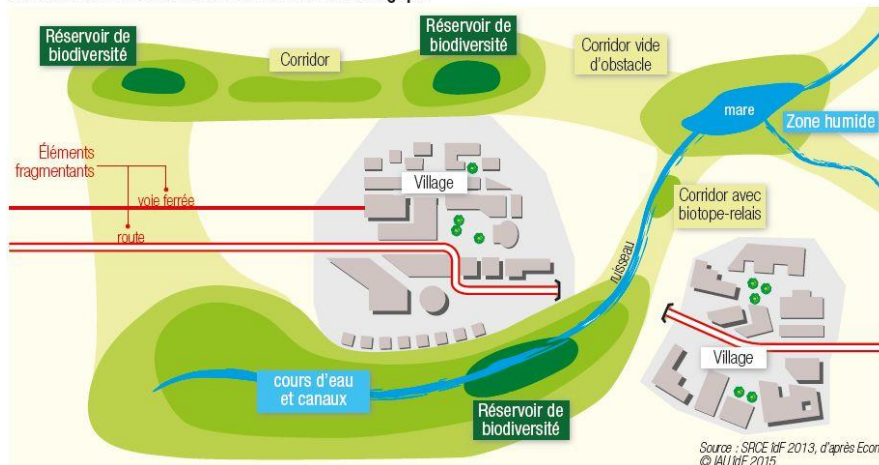 Réservoir de
biodiversité
Corridor
Réservoir de
biodiversité
Corridor vide
d'obstacle
mare
Zone humide
Éléments
fragmentants
voie ferrée
route
Village
Corridor avec
biotope-relais
ruisseau
Village
cours d'eau
et canaux
Réservoir de
biodiversité
Source : SRCE îdF 2013, d'après Econ
© IAU îdF 2015